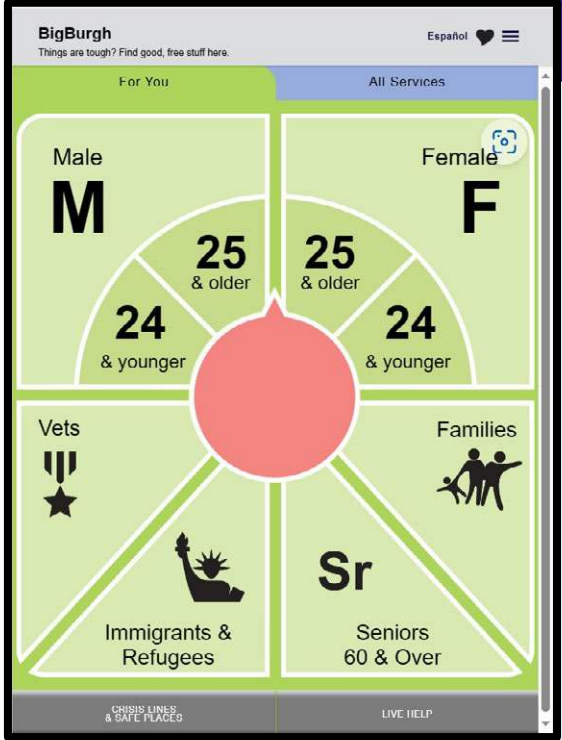 BigBurgh
Things are tough? Find good, free stuff here.
Español
For You
All Services
Male
M
Female
F
25
& older
25
& older
24
& younger
24
& younger
Vets
Families
Immigrants &
Refugees
Sr
Seniors
60 & Over
CRISIS LINES
& SAFE PLACES
LIVE HELP